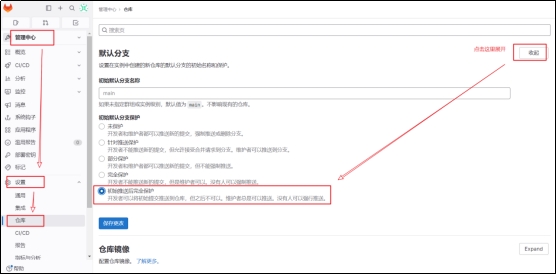 管理中心 › 仓库
管理中心
概览
CI/CD
分析
监控
消息
系统钩子
应用程序
滥用报告
0
部署密钥
标记
设置
通用
集成
仓库
CI/CD
报告
指标与分析
帮助
搜索页
默认分支
点击这里展开
收起
设置在实例中创建的新仓库的默认分支的初始名称和保护。
初始默认分支名称
main
如果未指定群组或实例级别，默认值为 main。不影响现有的仓库。
初始默认分支保护
未保护
开发者和维护者都可以推送新的提交，强制推送或删除分支。
针对推送保护
开发者不能推送新的提交，但允许接受合并请求到分支。维护者可以推送到分支。
部分保护
开发者和维护者都可以推送新的提交，但不能强制推送。
完全保护
开发者不能推送新的提交，但是维护者可以。没有人可以强制推送。
初始推送后完全保护
开发者可以将初始提交推送到仓库，但之后不可以。维护者总是可以推送。没有人可以强行推送。
保存更改
仓库镜像
Expand
配置仓库镜像。了解更多。